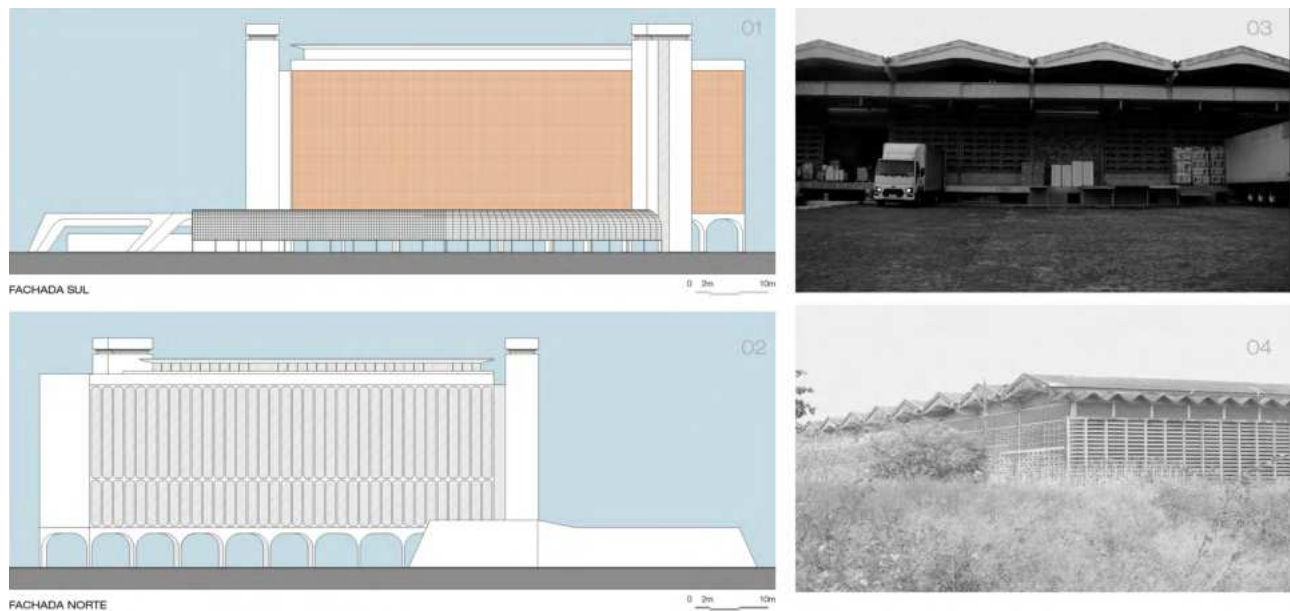 01
FACHADA SUL
0 2m 10m
02
FACHADA NORTE
0 2m 10m
03
04